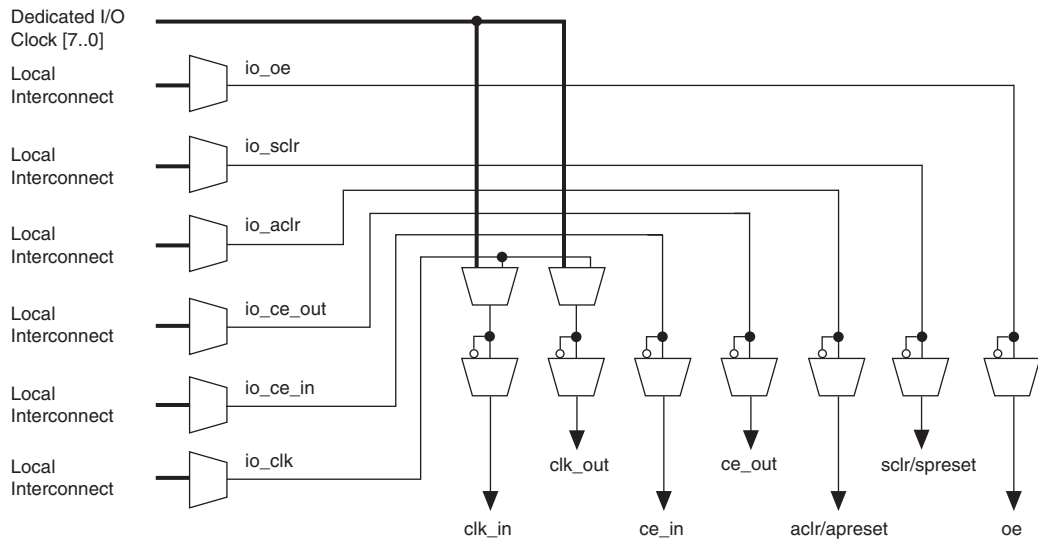 Dedicated I/O
Clock [7..0]
Local
Interconnect
io_oe
Local
Interconnect
io_sclr
Local
Interconnect
io_aclr
Local
Interconnect
io_ce_out
Local
Interconnect
io_ce_in
Local
Interconnect
io_clk
clk_out
ce_out
sclr/spreset
clk_in
ce_in
aclr/apreset
oe